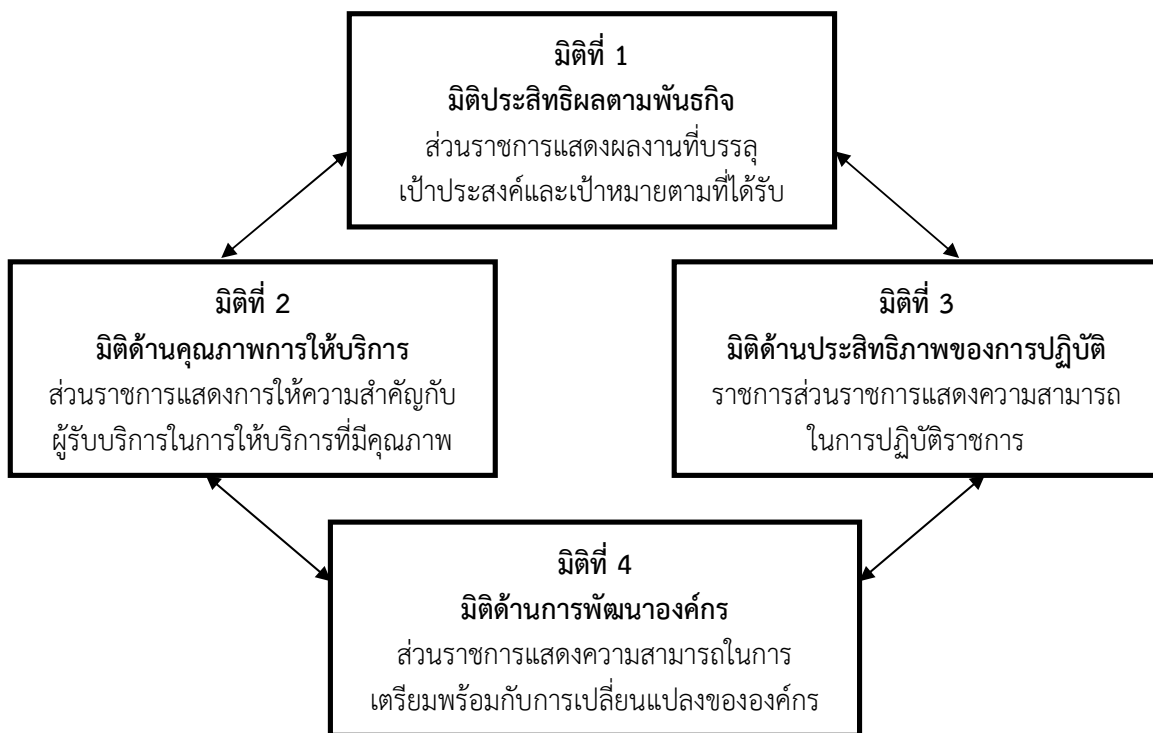 มิติที่ 1
มิติประสิทธิผลตามพันธกิจ
ส่วนราชการแสดงผลงานที่บรรลุ
เป้าประสงค์และเป้าหมายตามที่ได้รับ
มิติที่ 2
มิติด้านคุณภาพการให้บริการ
ส่วนราชการแสดงการให้ความสำคัญกับ
ผู้รับบริการในการให้บริการที่มีคุณภาพ
มิติที่ 3
มิติด้านประสิทธิภาพของการปฏิบัติ
ราชการส่วนราชการแสดงความสามารถ
ในการปฏิบัติราชการ
มิติที่ 4
มิติด้านการพัฒนาองค์กร
ส่วนราชการแสดงความสามารถในการ
เตรียมพร้อมกับการเปลี่ยนแปลงขององค์กร